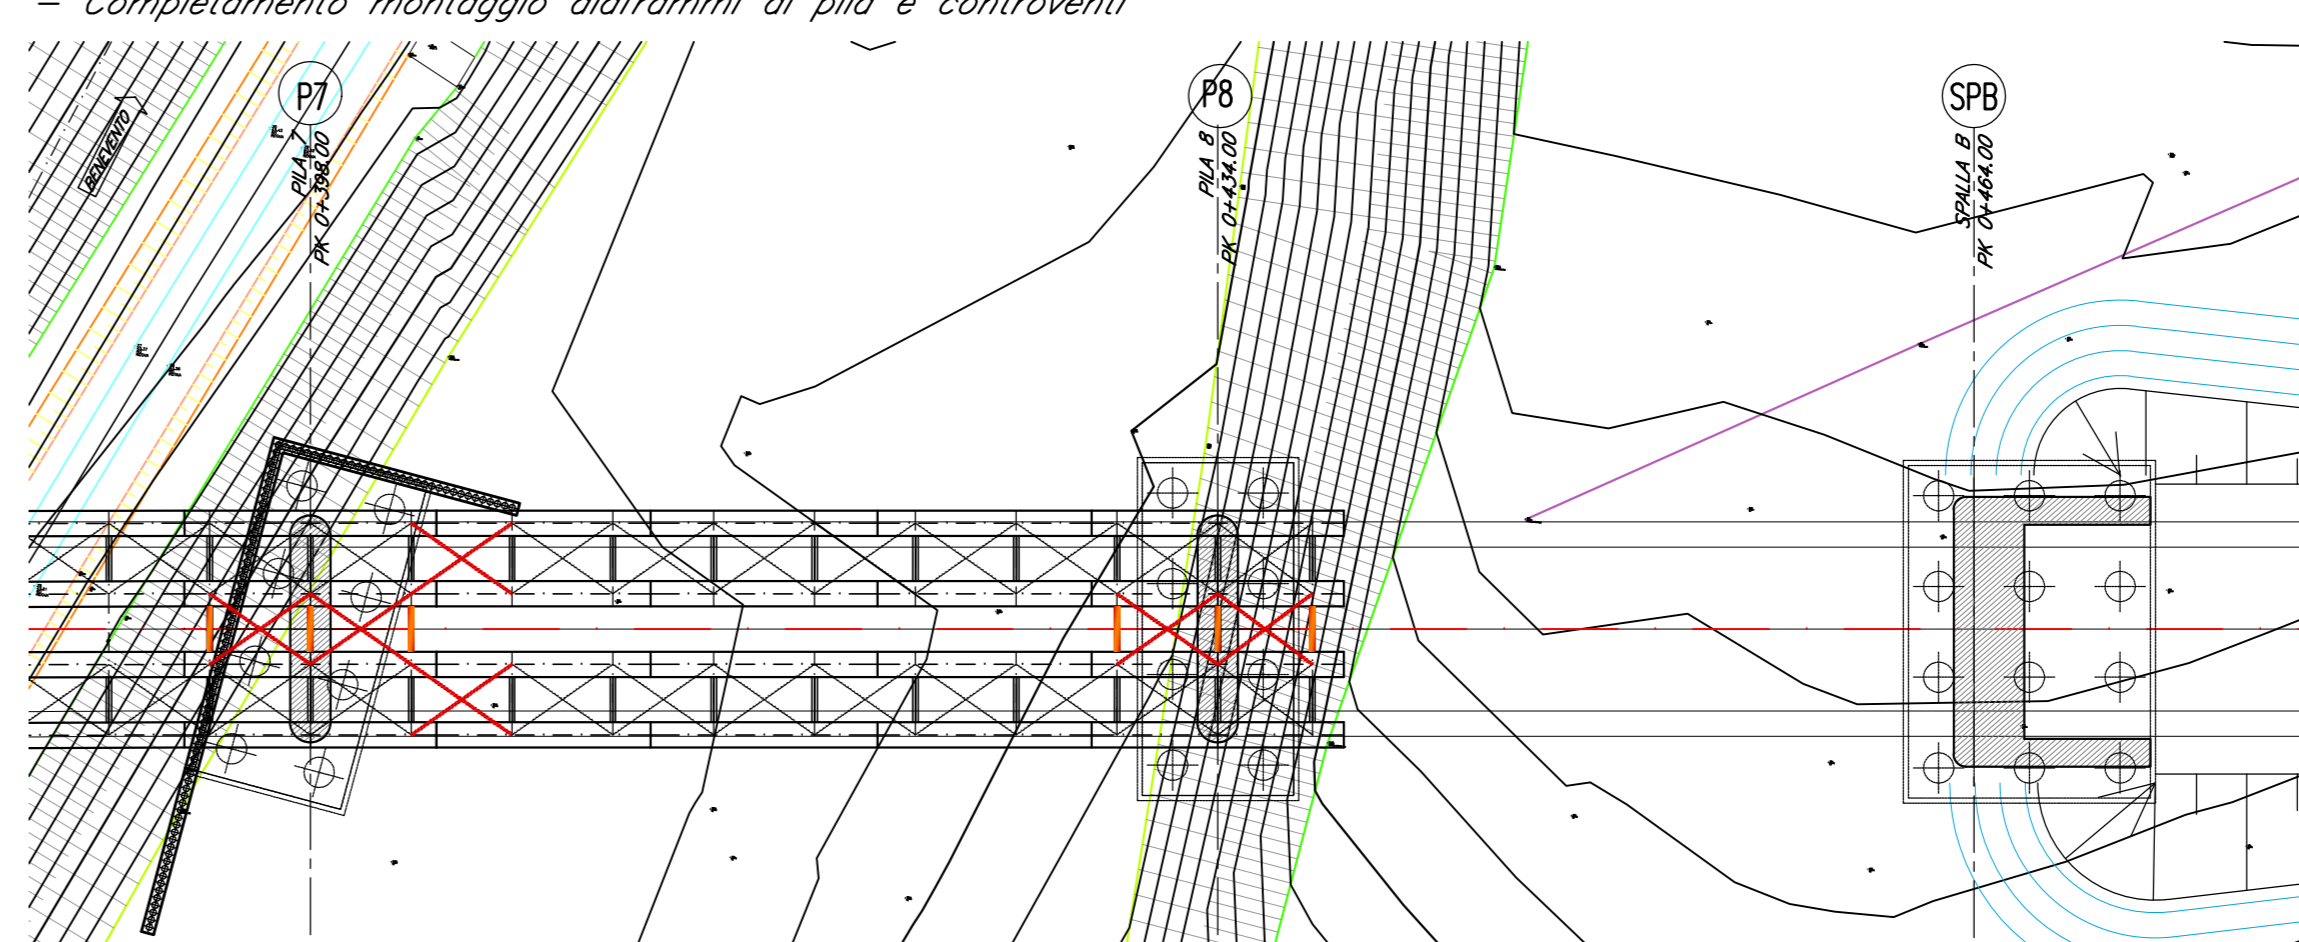 – Completamento montaggio diaframmi di pila e controventi
P7
P8
SPB
BENEVENTO
PILA 7
PK 0+398.00
PILA 8
PK 0+434.00
SPALLA B
PK 0+464.00